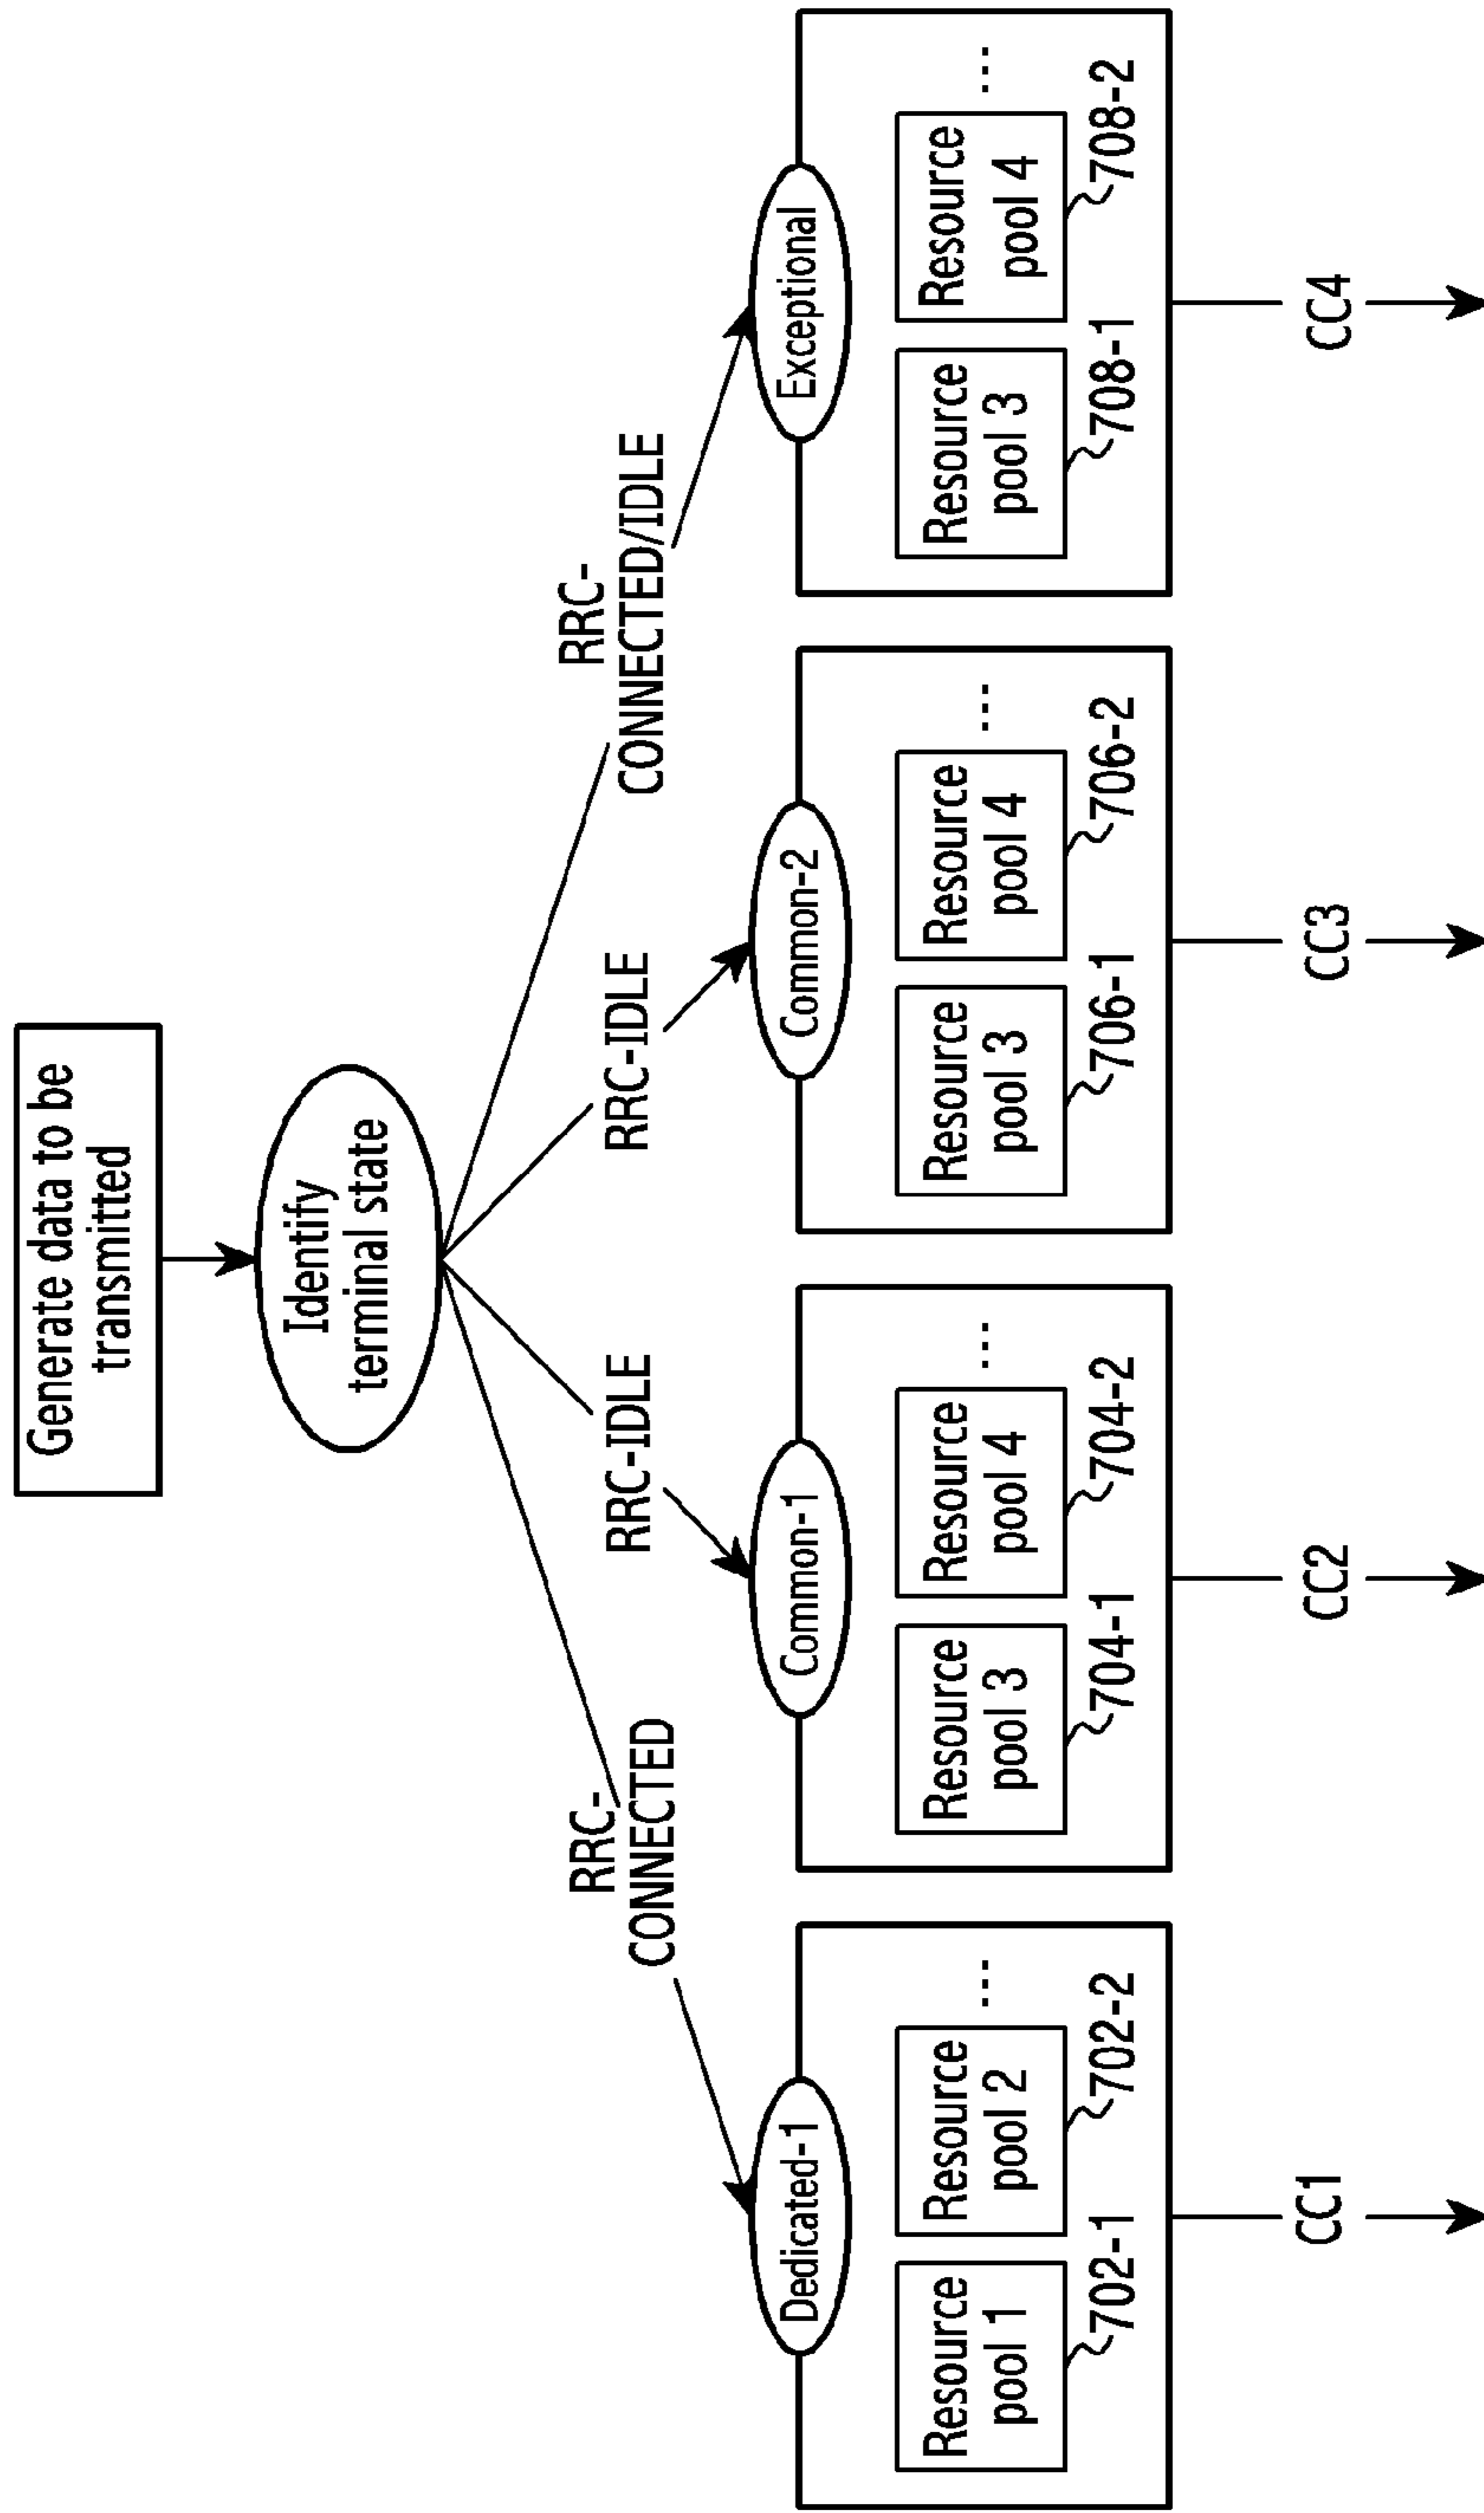 Generate data to be
transmitted
Identify
terminal state
RRC-
CONNECTED
RRC-IDLE
RRC-IDLE
RRC-
CONNECTED/IDLE
Dedicated-1
Resource
pool 1
702-1
Resource
pool 2
702-2
...
CC1
Common-1
Resource
pool 3
704-1
Resource
pool 4
704-2
...
CC2
Common-2
Resource
pool 3
706-1
Resource
pool 4
706-2
...
CC3
Exceptional
Resource
pool 3
708-1
Resource
pool 4
708-2
...
CC4